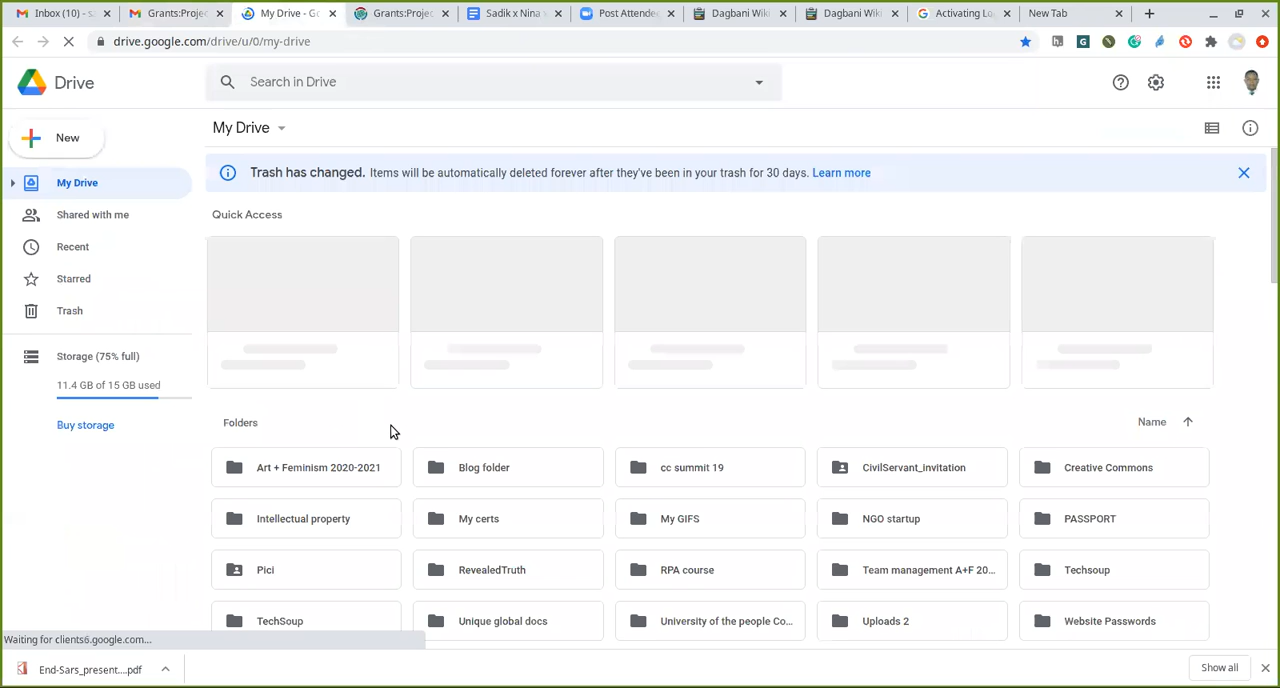 Inbox (10) - s
Grants:Projec
My Drive - Go
Grants:Projec
Sadik x Nina
Post Attende
Dagbani Wiki
Dagbani Wiki
Activating Lo
New Tab
drive.google.com/drive/u/0/my-drive
Drive
Search in Drive
New
My Drive
My Drive
Trash has changed. Items will be automatically deleted forever after they've been in your trash for 30 days. Learn more
Shared with me
Quick Access
Recent
Starred
Trash
Storage (75% full)
11.4 GB of 15 GB used
Buy storage
Folders
Name
Art + Feminism 2020-2021
Blog folder
cc summit 19
CivilServant_invitation
Creative Commons
Intellectual property
My certs
My GIFS
NGO startup
PASSPORT
Pici
RevealedTruth
RPA course
Team management A+F 20...
Techsoup
TechSoup
Unique global docs
University of the people Co...
Uploads 2
Website Passwords
Waiting for clients6.google.com...
End-Sars_present....pdf
Show all